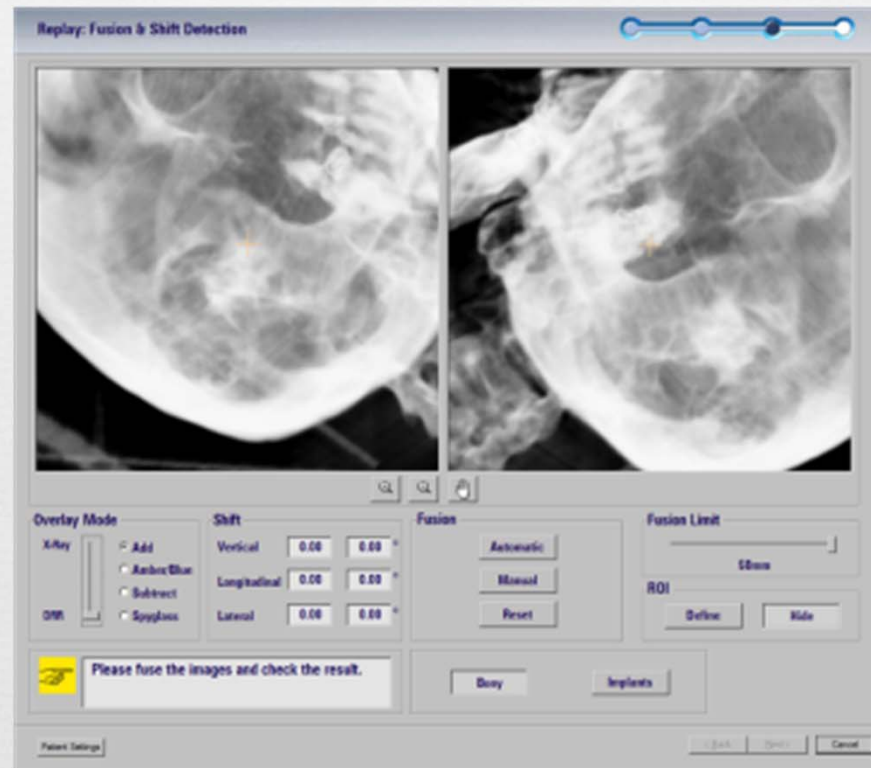 Replay: Fusion & Shift Detection
Overlay Mode
X-Ray
DRR
Add
Amber/Blue
Subtract
Spyglass
Shift
Vertical 0.00 0.00 °
Longitudinal 0.00 0.00 °
Lateral 0.00 0.00 °
Fusion
Automatic
Manual
Reset
Fusion Limit
50mm
ROI
Define Hide
Please fuse the images and check the result.
Bony Implants
Patient Settings
Cancel